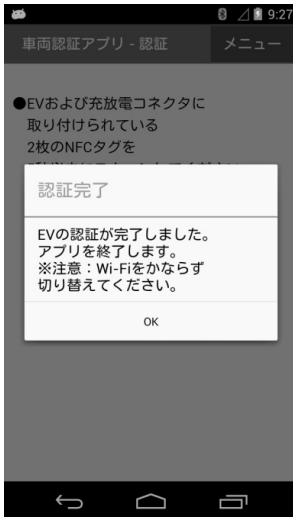 9:27
車両認証アプリ - 認証 メニュー
●EVおよび充放電コネクタに
取り付けられている
2枚のNFCタグを
認証完了
EVの認証が完了しました。
アプリを終了します。
※注意：Wi-Fiをかならず
切り替えてください。
OK